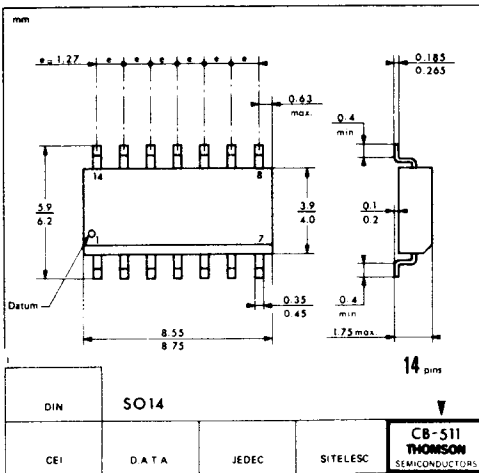 mm
e = 1.27 e e e e e
0.63
max.
0.185
0.265
0.4
min
14 8
5.9
6.2
3.9
4.0
0.1
0.2
1 7
Datum
0.35
0.45
0.4
min
8.55
8.75
1.75 max.
14 pins
DIN
SO14
CEI
D.A.T.A
JEDEC
SITELESC
CB-511
THOMSON
SEMICONDUCTORS